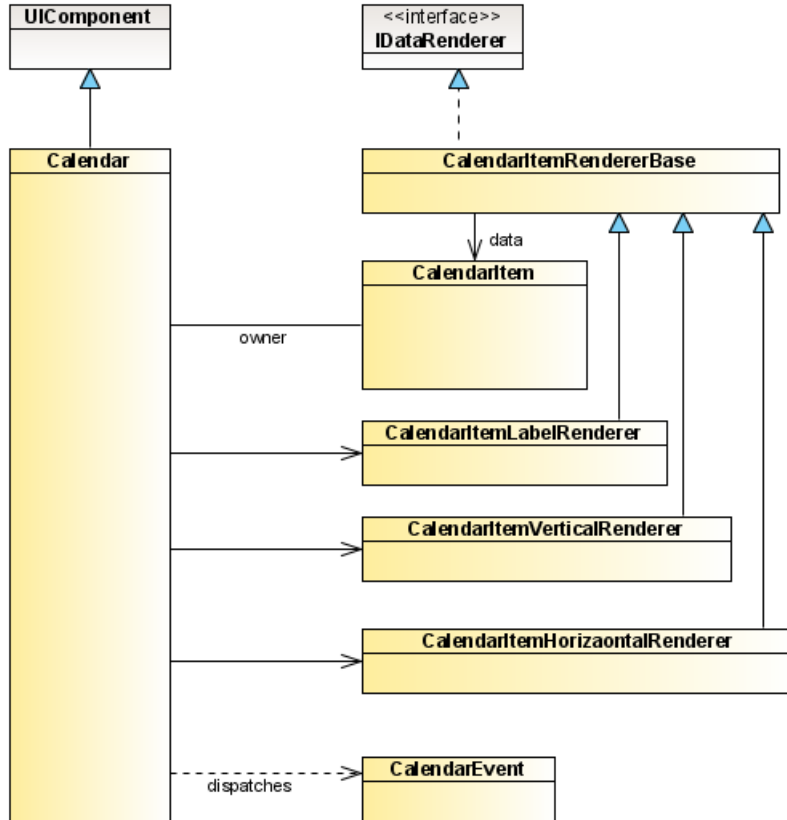 UIComponent
<<interface>>
IDataRenderer
Calendar
CalendarItemRendererBase
data
CalendarItem
owner
CalendarItemLabelRenderer
CalendarItemVerticalRenderer
CalendarItemHorizaontalRenderer
CalendarEvent
dispatches